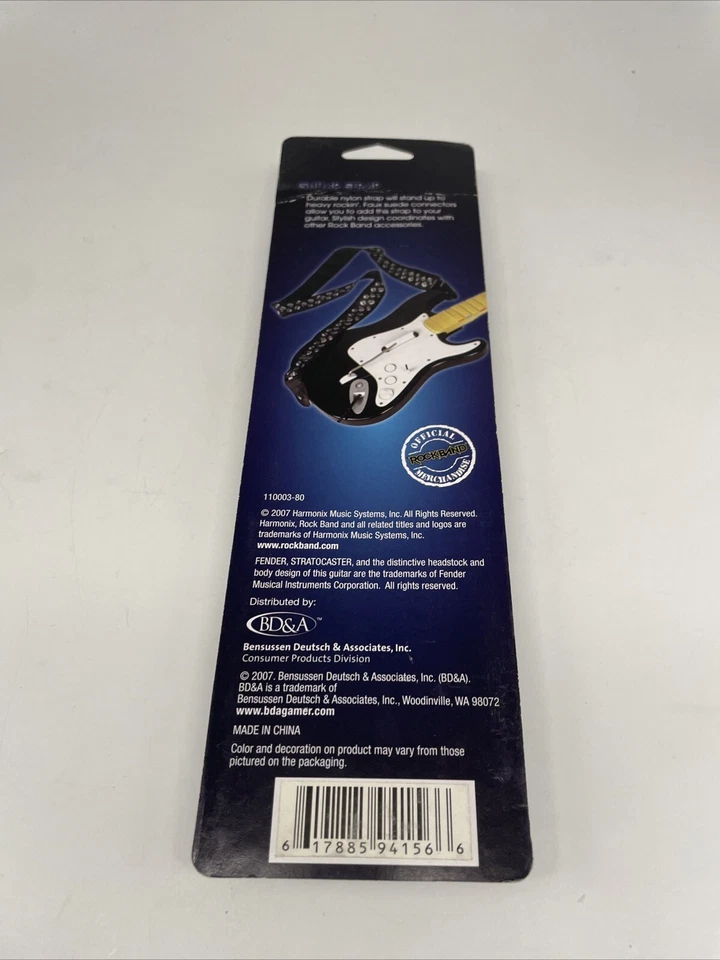 Durable nylon strap will stand up to
heavy rockin'. Faux suede connectors
allow you to add this strap to your
guitar. Stylish design coordinates with
other Rock Band accessories.
OFFICIAL
ROCK BAND
MERCHANDISE
110003-80
© 2007 Harmonix Music Systems, Inc. All Rights Reserved.
Harmonix, Rock Band and all related titles and logos are
trademarks of Harmonix Music Systems, Inc.
www.rockband.com
FENDER, STRATOCASTER, and the distinctive headstock and
body design of this guitar are the trademarks of Fender
Musical Instruments Corporation. All rights reserved.
Distributed by:
BD&A™
Bensussen Deutsch & Associates, Inc.
Consumer Products Division
© 2007. Bensussen Deutsch & Associates, Inc. (BD&A).
BD&A is a trademark of
Bensussen Deutsch & Associates, Inc., Woodinville, WA 98072
www.bdagamer.com
MADE IN CHINA
Color and decoration on product may vary from those
pictured on the packaging.
6 17885 94156 6